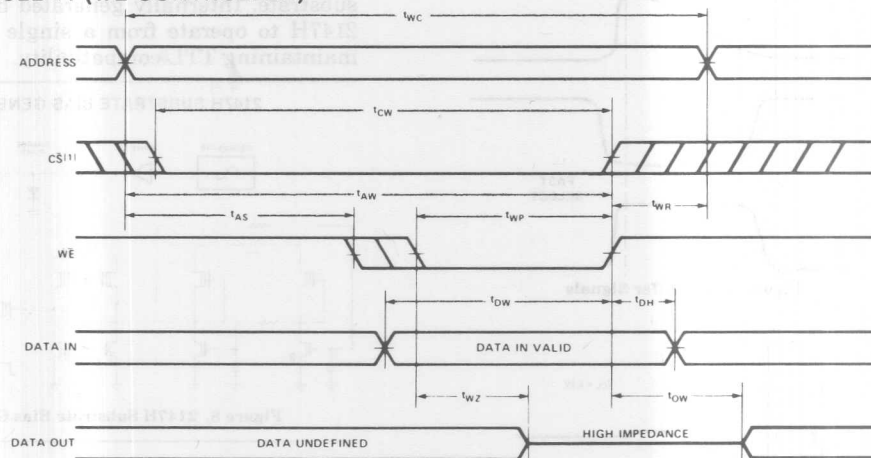 tWC
ADDRESS
tCW
CS[1]
tAW
tAS
tWP
tWR
WE
tDW
tDH
DATA IN
DATA IN VALID
tWZ
tOW
DATA OUT
DATA UNDEFINED
HIGH IMPEDANCE